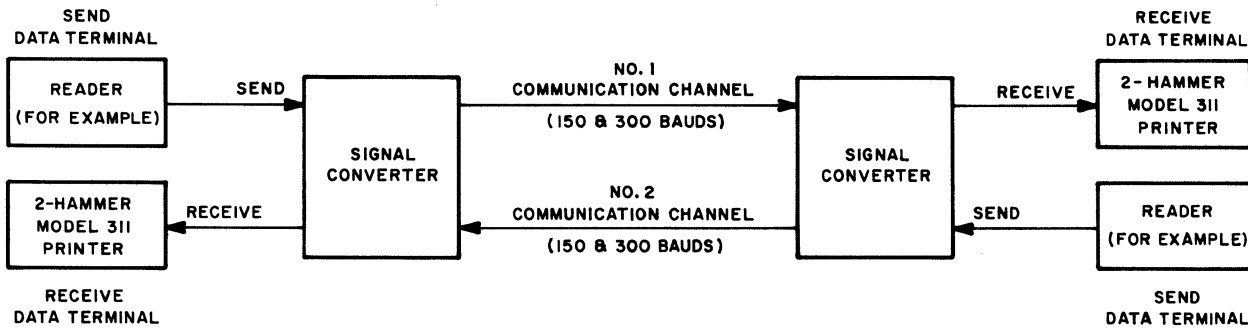 SEND
DATA TERMINAL
READER
(FOR EXAMPLE)
SEND
SIGNAL
CONVERTER
NO. 1
COMMUNICATION CHANNEL
(150 & 300 BAUDS)
SIGNAL
CONVERTER
RECEIVE
RECEIVE
DATA TERMINAL
2-HAMMER
MODEL 311
PRINTER
2-HAMMER
MODEL 311
PRINTER
RECEIVE
RECEIVE
DATA TERMINAL
NO. 2
COMMUNICATION CHANNEL
(150 & 300 BAUDS)
SEND
READER
(FOR EXAMPLE)
SEND
DATA TERMINAL